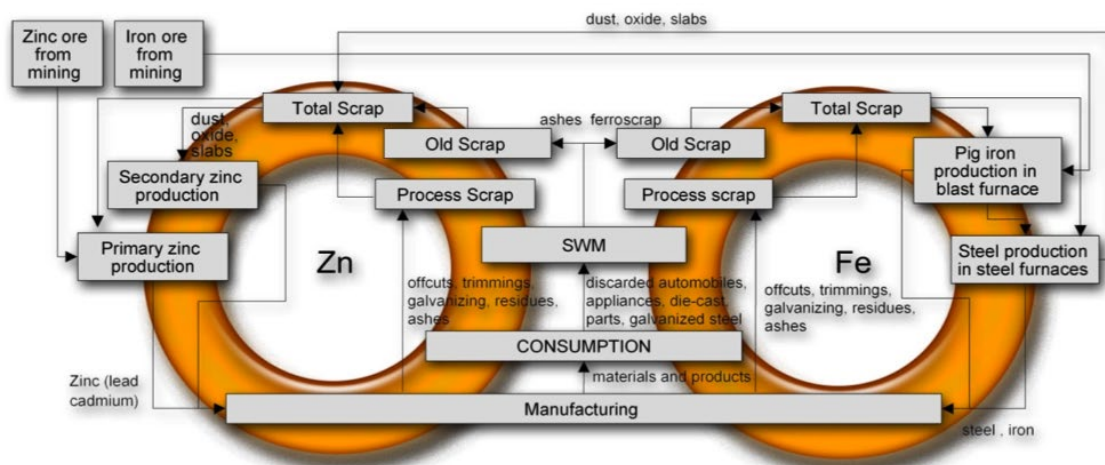 dust, oxide, slabs
Zinc ore
from
mining
Iron ore
from
mining
Total Scrap
Total Scrap
dust,
oxide,
slabs
Old Scrap
ashes ferroscrap
Old Scrap
Pig iron
production in
blast furnace
Secondary zinc
production
Process Scrap
Process scrap
Primary zinc
production
Zn
SWM
Fe
Steel production
in steel furnaces
offcuts, trimmings,
galvanizing, residues,
ashes
discarded automobiles,
appliances, die-cast,
parts, galvanized steel
offcuts, trimmings,
galvanizing, residues,
ashes
CONSUMPTION
materials and products
Zinc (lead
cadmium)
Manufacturing
steel , iron